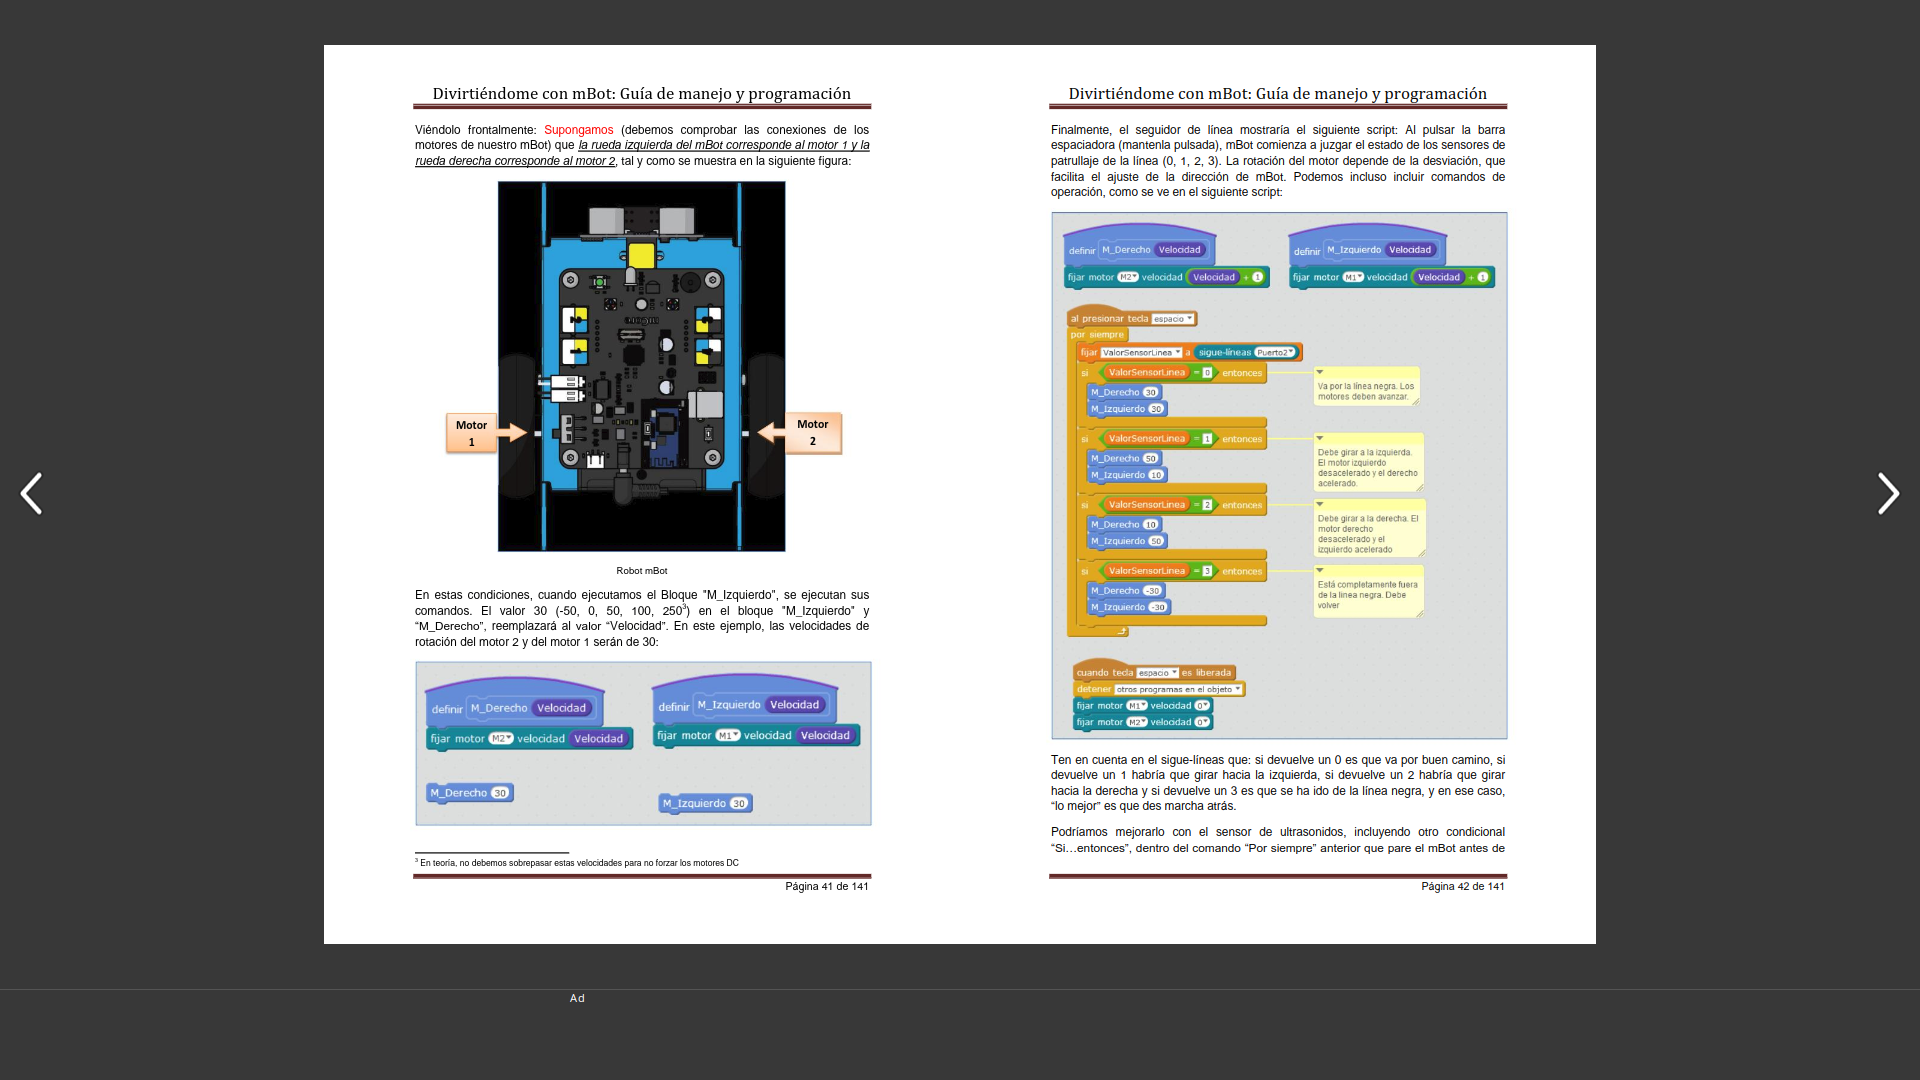 Divirtiéndome con mBot: Guía de manejo y programación
Viéndolo frontalmente: Supongamos (debemos comprobar las conexiones de los
motores de nuestro mBot) que la rueda izquierda del mBot corresponde al motor 1 y la
rueda derecha corresponde al motor 2, tal y como se muestra en la siguiente figura:
Motor
1
Motor
2
Robot mBot
En estas condiciones, cuando ejecutamos el Bloque "M_Izquierdo", se ejecutan sus
comandos. El valor 30 (-50, 0, 50, 100, 250³) en el bloque "M_Izquierdo" y
“M_Derecho”, reemplazará al valor “Velocidad”. En este ejemplo, las velocidades de
rotación del motor 2 y del motor 1 serán de 30:
definir M_Derecho Velocidad
fijar motor M2 velocidad Velocidad
M_Derecho 30
definir M_Izquierdo Velocidad
fijar motor M1 velocidad Velocidad
M_Izquierdo 30
³ En teoría, no debemos sobrepasar estas velocidades para no forzar los motores DC
Página 41 de 141
Divirtiéndome con mBot: Guía de manejo y programación
Finalmente, el seguidor de línea mostraría el siguiente script: Al pulsar la barra
espaciadora (mantenla pulsada), mBot comienza a juzgar el estado de los sensores de
patrullaje de la línea (0, 1, 2, 3). La rotación del motor depende de la desviación, que
facilita el ajuste de la dirección de mBot. Podemos incluso incluir comandos de
operación, como se ve en el siguiente script:
definir M_Derecho Velocidad
fijar motor M2 velocidad Velocidad + 1
definir M_Izquierdo Velocidad
fijar motor M1 velocidad Velocidad + 1
al presionar tecla espacio
por siempre
fijar ValorSensorLinea a sigue-líneas Puerto2
si ValorSensorLinea = 0 entonces
M_Derecho 30
M_Izquierdo 30
Va por la línea negra. Los
motores deben avanzar.
si ValorSensorLinea = 1 entonces
M_Derecho 50
M_Izquierdo 10
Debe girar a la izquierda.
El motor izquierdo
desacelerado y el derecho
acelerado.
si ValorSensorLinea = 2 entonces
M_Derecho 10
M_Izquierdo 50
Debe girar a la derecha. El
motor derecho
desacelerado y el
izquierdo acelerado
si ValorSensorLinea = 3 entonces
M_Derecho -30
M_Izquierdo -30
Está completamente fuera
de la linea negra. Debe
volver
cuando tecla espacio es liberada
detener otros programas en el objeto
fijar motor M1 velocidad 0
fijar motor M2 velocidad 0
Ten en cuenta en el sigue-líneas que: si devuelve un 0 es que va por buen camino, si
devuelve un 1 habría que girar hacia la izquierda, si devuelve un 2 habría que girar
hacia la derecha y si devuelve un 3 es que se ha ido de la línea negra, y en ese caso,
“lo mejor” es que des marcha atrás.
Podríamos mejorarlo con el sensor de ultrasonidos, incluyendo otro condicional
“Si…entonces”, dentro del comando “Por siempre” anterior que pare el mBot antes de
Página 42 de 141
Ad